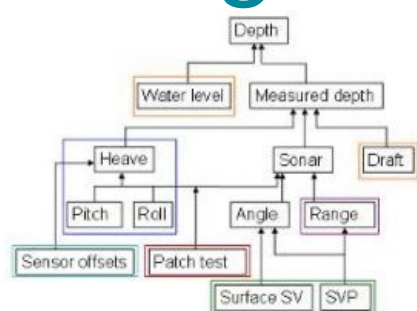 Depth
Water level
Measured depth
Heave
Sonar
Draft
Pitch
Roll
Angle
Range
Sensor offsets
Patch test
Surface SV
SVP